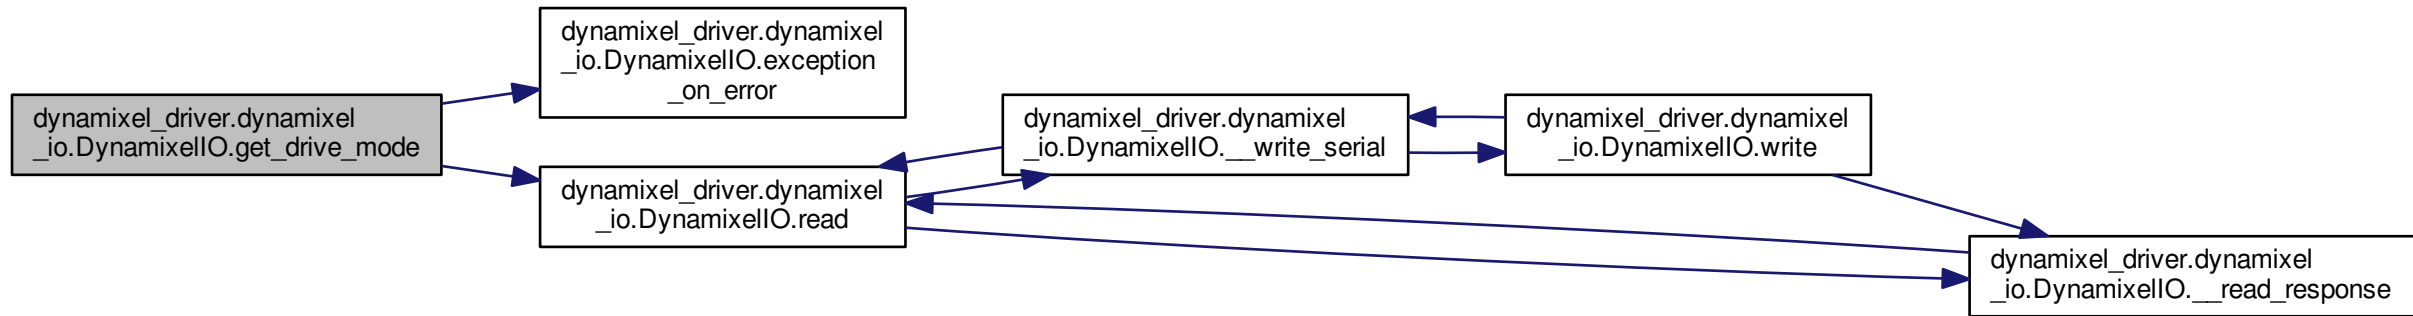 dynamixel_driver.dynamixel
_io.DynamixelIO.get_drive_mode
dynamixel_driver.dynamixel
_io.DynamixelIO.exception
_on_error
dynamixel_driver.dynamixel
_io.DynamixelIO.read
dynamixel_driver.dynamixel
_io.DynamixelIO.__write_serial
dynamixel_driver.dynamixel
_io.DynamixelIO.write
dynamixel_driver.dynamixel
_io.DynamixelIO.__read_response